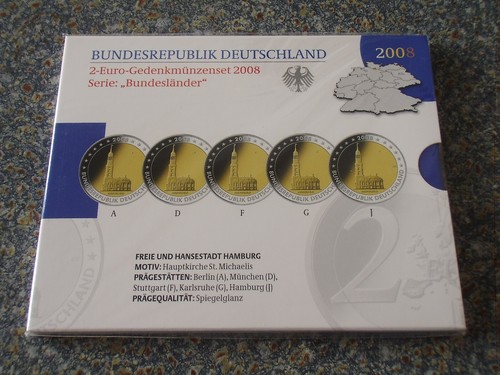 BUNDESREPUBLIK DEUTSCHLAND
2008
2-Euro-Gedenkmünzenset 2008
Serie: „Bundesländer“
A D F G J
FREIE UND HANSESTADT HAMBURG
MOTIV: Hauptkirche St. Michaelis
PRÄGESTÄTTEN: Berlin (A), München (D),
Stuttgart (F), Karlsruhe (G), Hamburg (J)
PRÄGEQUALITÄT: Spiegelglanz
2